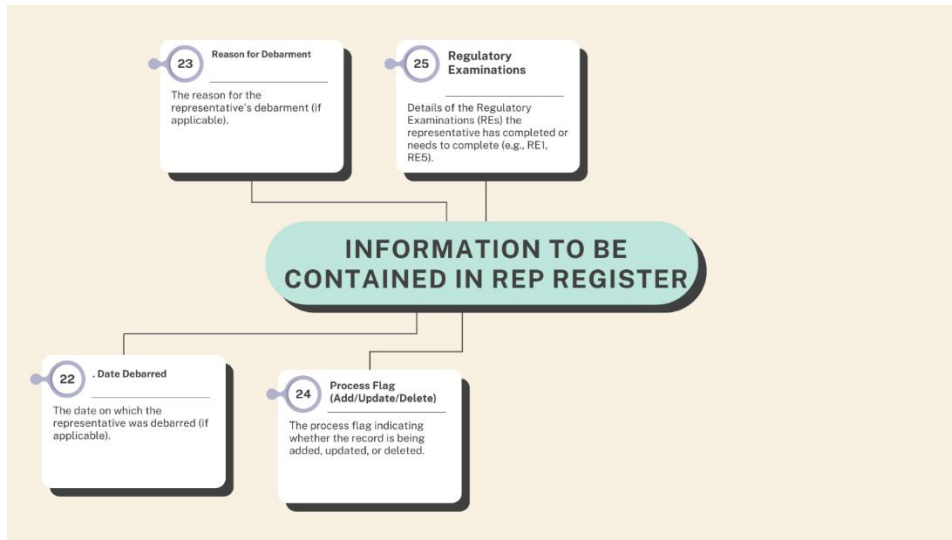 23
Reason for Debarment
The reason for the
representative's debarment (if
applicable).
25
Regulatory
Examinations
Details of the Regulatory
Examinations (REs) the
representative has completed or
needs to complete (e.g., RE1,
RE5).
INFORMATION TO BE
CONTAINED IN REP REGISTER
22
. Date Debarred
The date on which the
representative was debarred (if
applicable).
24
Process Flag
(Add/Update/Delete)
The process flag indicating
whether the record is being
added, updated, or deleted.